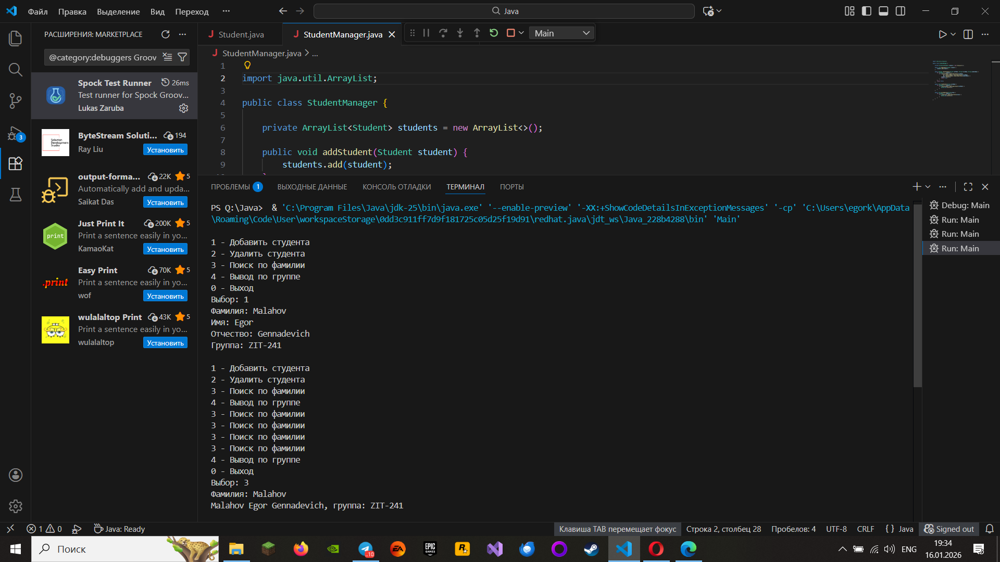 Файл Правка Выделение Вид Переход ···
Java
РАСШИРЕНИЯ: MARKETPLACE
@category:debuggers Groov
Spock Test Runner 26ms
Test runner for Spock Groov...
Lukas Zaruba
ByteStream Soluti... 194
Ray Liu Установить
output-forma... 22K 5
Automatically add and upda...
Saikat Das Установить
Just Print It 200K 5
Print a sentence easily in yo...
KamaoKat Установить
Easy Print 70K 5
Print a sentence easily in yo...
wof Установить
wulalaltop Print 43K 5
Print a sentence easily in yo...
wulalaltop Установить
3
Student.java StudentManager.java
Main
StudentManager.java > ...
1
2 import java.util.ArrayList;
3
4 public class StudentManager {
5
6 private ArrayList<Student> students = new ArrayList<>();
7
8 public void addStudent(Student student) {
9 students.add(student);
ПРОБЛЕМЫ 1 ВЫХОДНЫЕ ДАННЫЕ КОНСОЛЬ ОТЛАДКИ ТЕРМИНАЛ ПОРТЫ
PS Q:\Java> & 'C:\Program Files\Java\jdk-25\bin\java.exe' '--enable-preview' '-XX:+ShowCodeDetailsInExceptionMessages' '-cp' 'C:\Users\egork\AppData
\Roaming\Code\User\workspaceStorage\0dd3c911ff7d9f181725c05d25f19d91\redhat.java\jdt_ws\Java_228b4288\bin' 'Main'
1 - Добавить студента
2 - Удалить студента
3 - Поиск по фамилии
4 - Вывод по группе
0 - Выход
Выбор: 1
Фамилия: Malahov
Имя: Egor
Отчество: Gennadevich
Группа: ZIT-241
1 - Добавить студента
2 - Удалить студента
3 - Поиск по фамилии
4 - Вывод по группе
3 - Поиск по фамилии
3 - Поиск по фамилии
3 - Поиск по фамилии
3 - Поиск по фамилии
4 - Вывод по группе
0 - Выход
Выбор: 3
Фамилия: Malahov
Malahov Egor Gennadevich, группа: ZIT-241
Debug: Main
Run: Main
Run: Main
Run: Main
1 0 Java: Ready
Клавиша TAB перемещает фокус Строка 2, столбец 28 Пробелов: 4 UTF-8 CRLF {} Java Signed out
Поиск
print
.print
Solution
Development
Studio
..10
EA
EPIC
GAMES
R
ENG
19:34
16.01.2026